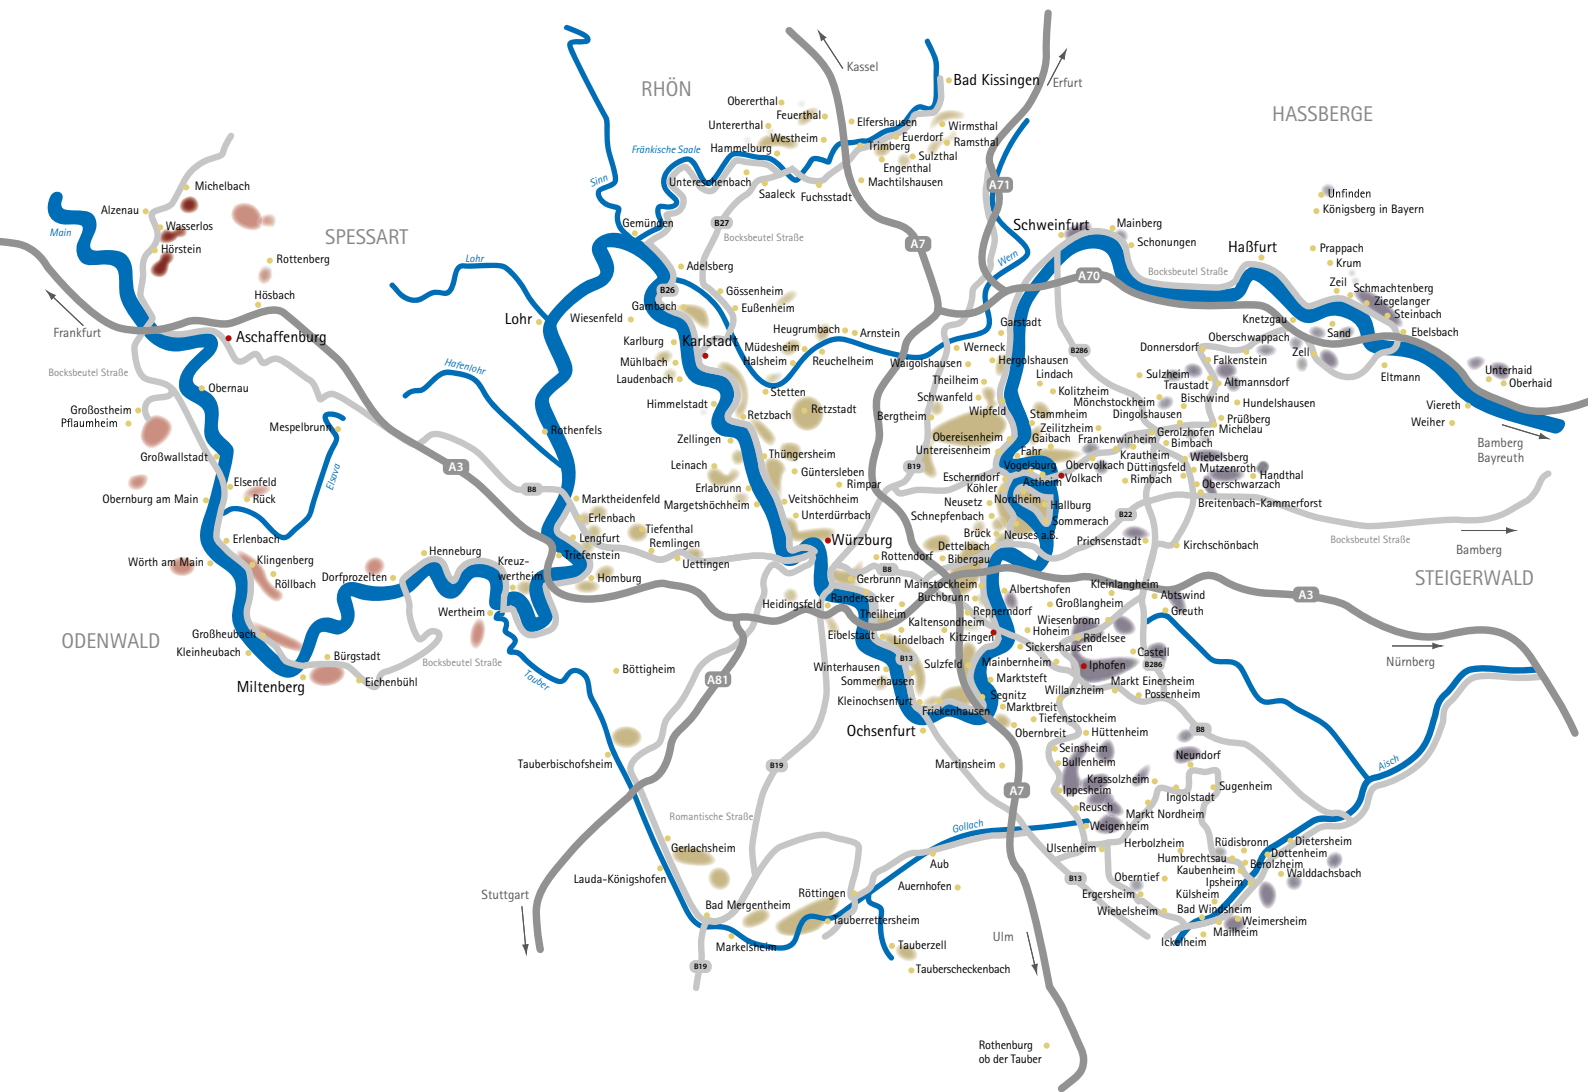 RHÖN
SPESSART
HASSBERGE
STEIGERWALD
ODENWALD
Kassel
Erfurt
Bad Kissingen
Obererthal
Feuerthal
Untererthal
Westheim
Hammelburg
Elfershausen
Euerdorf
Wirmsthal
Ramsthal
Trimberg
Sulzthal
Engenthal
Machtilshausen
Fränkische Saale
Untereschenbach
Saaleck
Fuchsstadt
Sinn
Gemünden
B27
Bocksbeutel Straße
A7
A71
Michelbach
Alzenau
Wasserlos
Hörstein
Main
Rottenberg
Hösbach
Frankfurt
Aschaffenburg
Bocksbeutel Straße
Obernau
Großostheim
Pflaumheim
Großwallstadt
Mespelbrunn
Elsava
Elsenfeld
Rück
Obernburg am Main
Erlenbach
Wörth am Main
Klingenberg
Röllbach
Dorfprozelten
Henneburg
Kreuz-
wertheim
Wertheim
Großheubach
Kleinheubach
Bürgstadt
Miltenberg
Eichenbühl
Bocksbeutel Straße
Tauber
Lohr
Lohr
Hafenlohr
Rothenfels
A3
B8
Marktheidenfeld
Erlenbach
Tiefenthal
Lengfurt
Remlingen
Triefenstein
Uettingen
Homburg
Adelsberg
B26
Gössenheim
Gambach
Eußenheim
Wiesenfeld
Karlburg
Karlstadt
Heugrumbach
Arnstein
Müdesheim
Mühlbach
Halsheim
Reuchelheim
Laudenbach
Stetten
Himmelstadt
Retzbach
Retzstadt
Zellingen
Thüngersheim
Leinach
Güntersleben
Erlabrunn
Rimpar
Margetshöchheim
Veitshöchheim
Unterdürrbach
Würzburg
Rottendorf
B8
Gerbrunn
Heidingsfeld
Randersacker
Theilheim
Eibelstadt
Lindelbach
Kaltensondheim
B13
Winterhausen
Sommerhausen
Sulzfeld
Kleinochsenfurt
Frickenhausen
Ochsenfurt
Böttigheim
A81
Tauberbischofsheim
B19
Romantische Straße
Gerlachsheim
Lauda-Königshofen
Stuttgart
Bad Mergentheim
Markelsheim
B19
Röttingen
Tauberrettersheim
Aub
Auernhofen
Gollach
Tauberzell
Tauberscheckenbach
Ulm
Rothenburg
ob der Tauber
Martinsheim
A7
Schweinfurt
Mainberg
Schonungen
Wern
A70
Bocksbeutel Straße
Haßfurt
Unfinden
Königsberg in Bayern
Prappach
Krum
Zeil
Schmachtenberg
Ziegelanger
Steinbach
Knetzgau
Sand
Ebelsbach
Zell
Eltmann
Unterhaid
Oberhaid
Viereth
Weiher
Bamberg
Bayreuth
Garstadt
B286
Werneck
Waigolshausen
Hergolshausen
Theilheim
Lindach
Schwanfeld
Kolitzheim
Bergtheim
Wipfeld
Stammheim
Mönchstockheim
Zeilitzheim
Obereisenheim
Gaibach
Untereisenheim
Fahr
B19
Donnersdorf
Oberschwappach
Falkenstein
Sulzheim
Traustadt
Altmannsdorf
Bischwind
Hundelshausen
Dingolshausen
Prüßberg
Gerolzhofen
Michelau
Frankenwinheim
Bimbach
Krautheim
Wiebelsberg
Vogelsburg
Obervolkach
Düttingsfeld
Mutzenroth
Handthal
Escherndorf
Astheim
Volkach
Rimbach
Oberschwarzach
Köhler
Neusetz
Nordheim
Hallburg
Breitenbach-Kammerforst
Schnepfenbach
Sommerach
B22
Brück
Neuses a.B.
Prichsenstadt
Dettelbach
Kirchschönbach
Bibergau
Bocksbeutel Straße
Bamberg
Mainstockheim
Albertshofen
Kleinlangheim
Buchbrunn
Großlangheim
Abtswind
A3
Repperndorf
Wiesenbronn
Greuth
Kitzingen
Hoheim
Rödelsee
Sickershausen
Castell
Mainbernheim
Iphofen
B286
Nürnberg
Marktsteft
Markt Einersheim
Willanzheim
Possenheim
Segnitz
Marktbreit
Tiefenstockheim
Obernbreit
Hüttenheim
B8
Seinsheim
Neundorf
Bullenheim
Krassolzheim
Ippesheim
Ingolstadt
Sugenheim
Reusch
Markt Nordheim
Weigenheim
Aisch
Ulsenheim
Herbolzheim
Rüdisbronn
Dietersheim
Humbrechtsau
Dottenheim
B13
Kaubenheim
Berolzheim
Oberntief
Ipsheim
Walddachsbach
Ergersheim
Külsheim
Wiebelsheim
Bad Windsheim
Weimersheim
Mailheim
Ickelheim